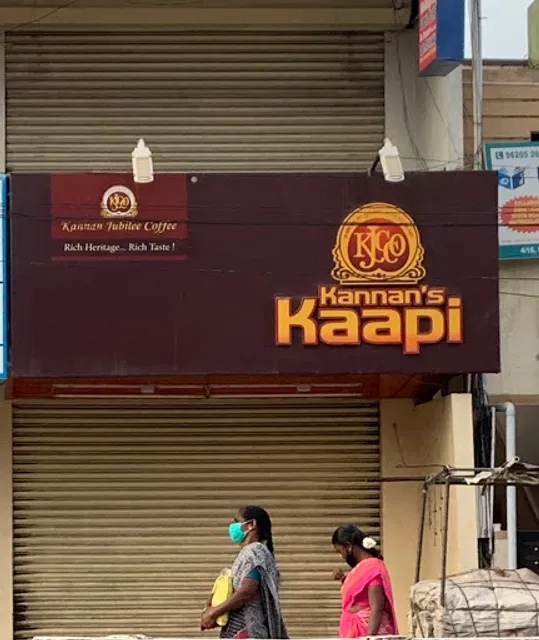 KJCO
Kannan Jubilee Coffee
Rich Heritage... Rich Taste !
KJCO
Kannan's
Kaapi